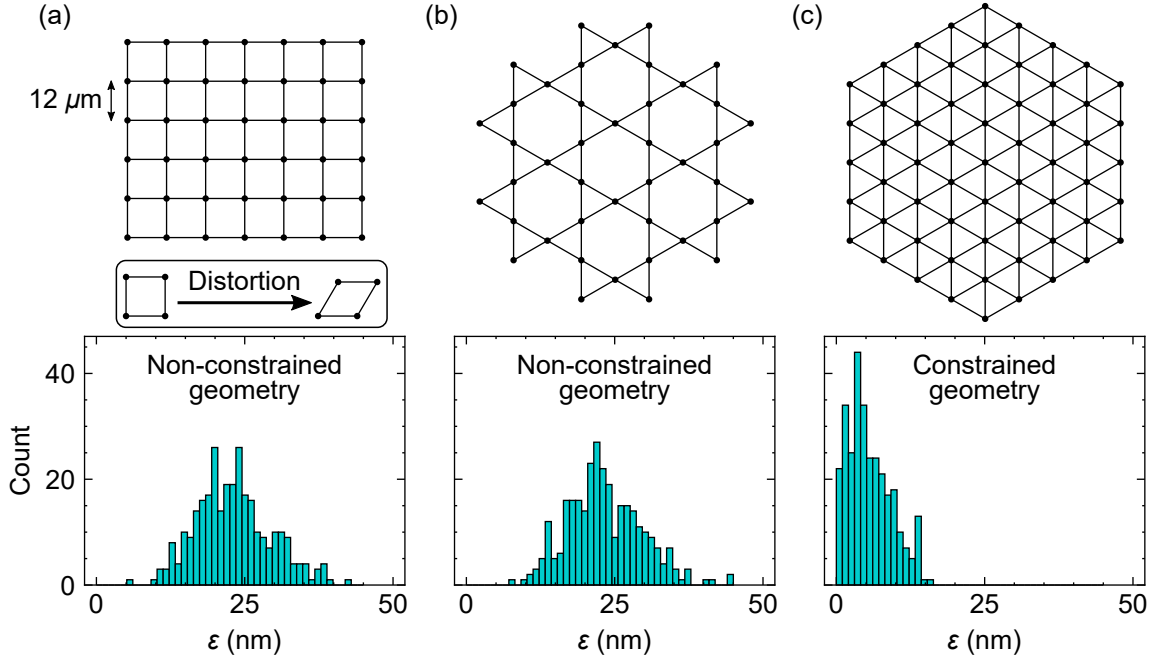 (a)
(b)
(c)
12 μm
Distortion
Non-constrained
geometry
Non-constrained
geometry
Constrained
geometry
Count
40
20
0
0
25
50
0
25
50
0
25
50
ε (nm)
ε (nm)
ε (nm)